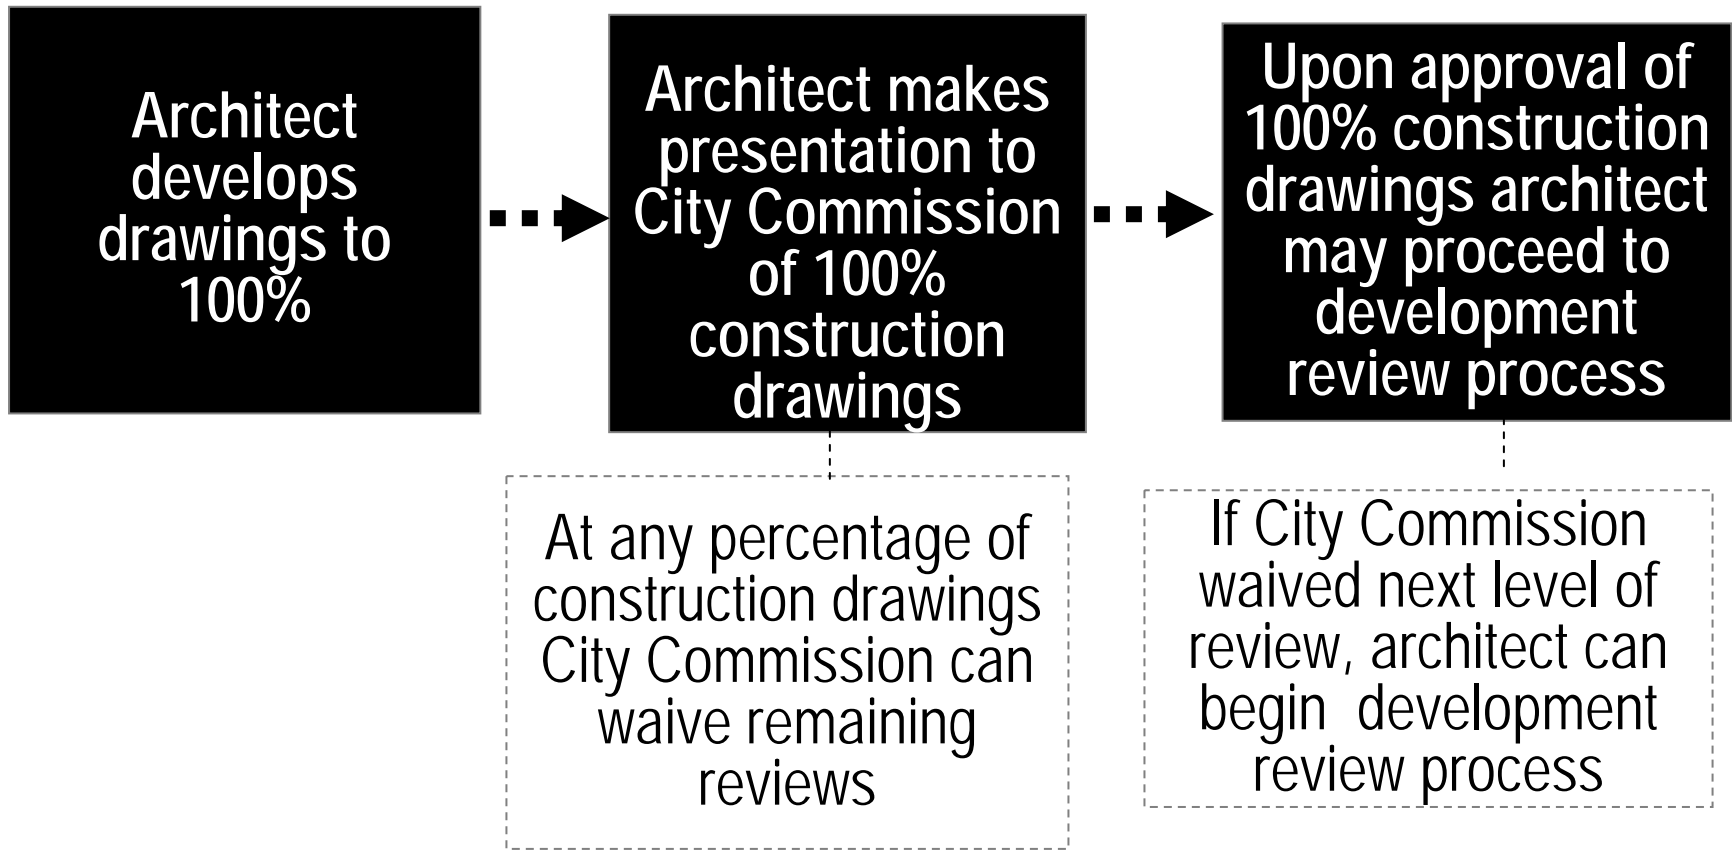 Architect
develops
drawings to
100%
Architect makes
presentation to
City Commission
of 100%
construction
drawings
Upon approval of
100% construction
drawings architect
may proceed to
development
review process
At any percentage of
construction drawings
City Commission can
waive remaining
reviews
If City Commission
waived next level of
review, architect can
begin  development
review process